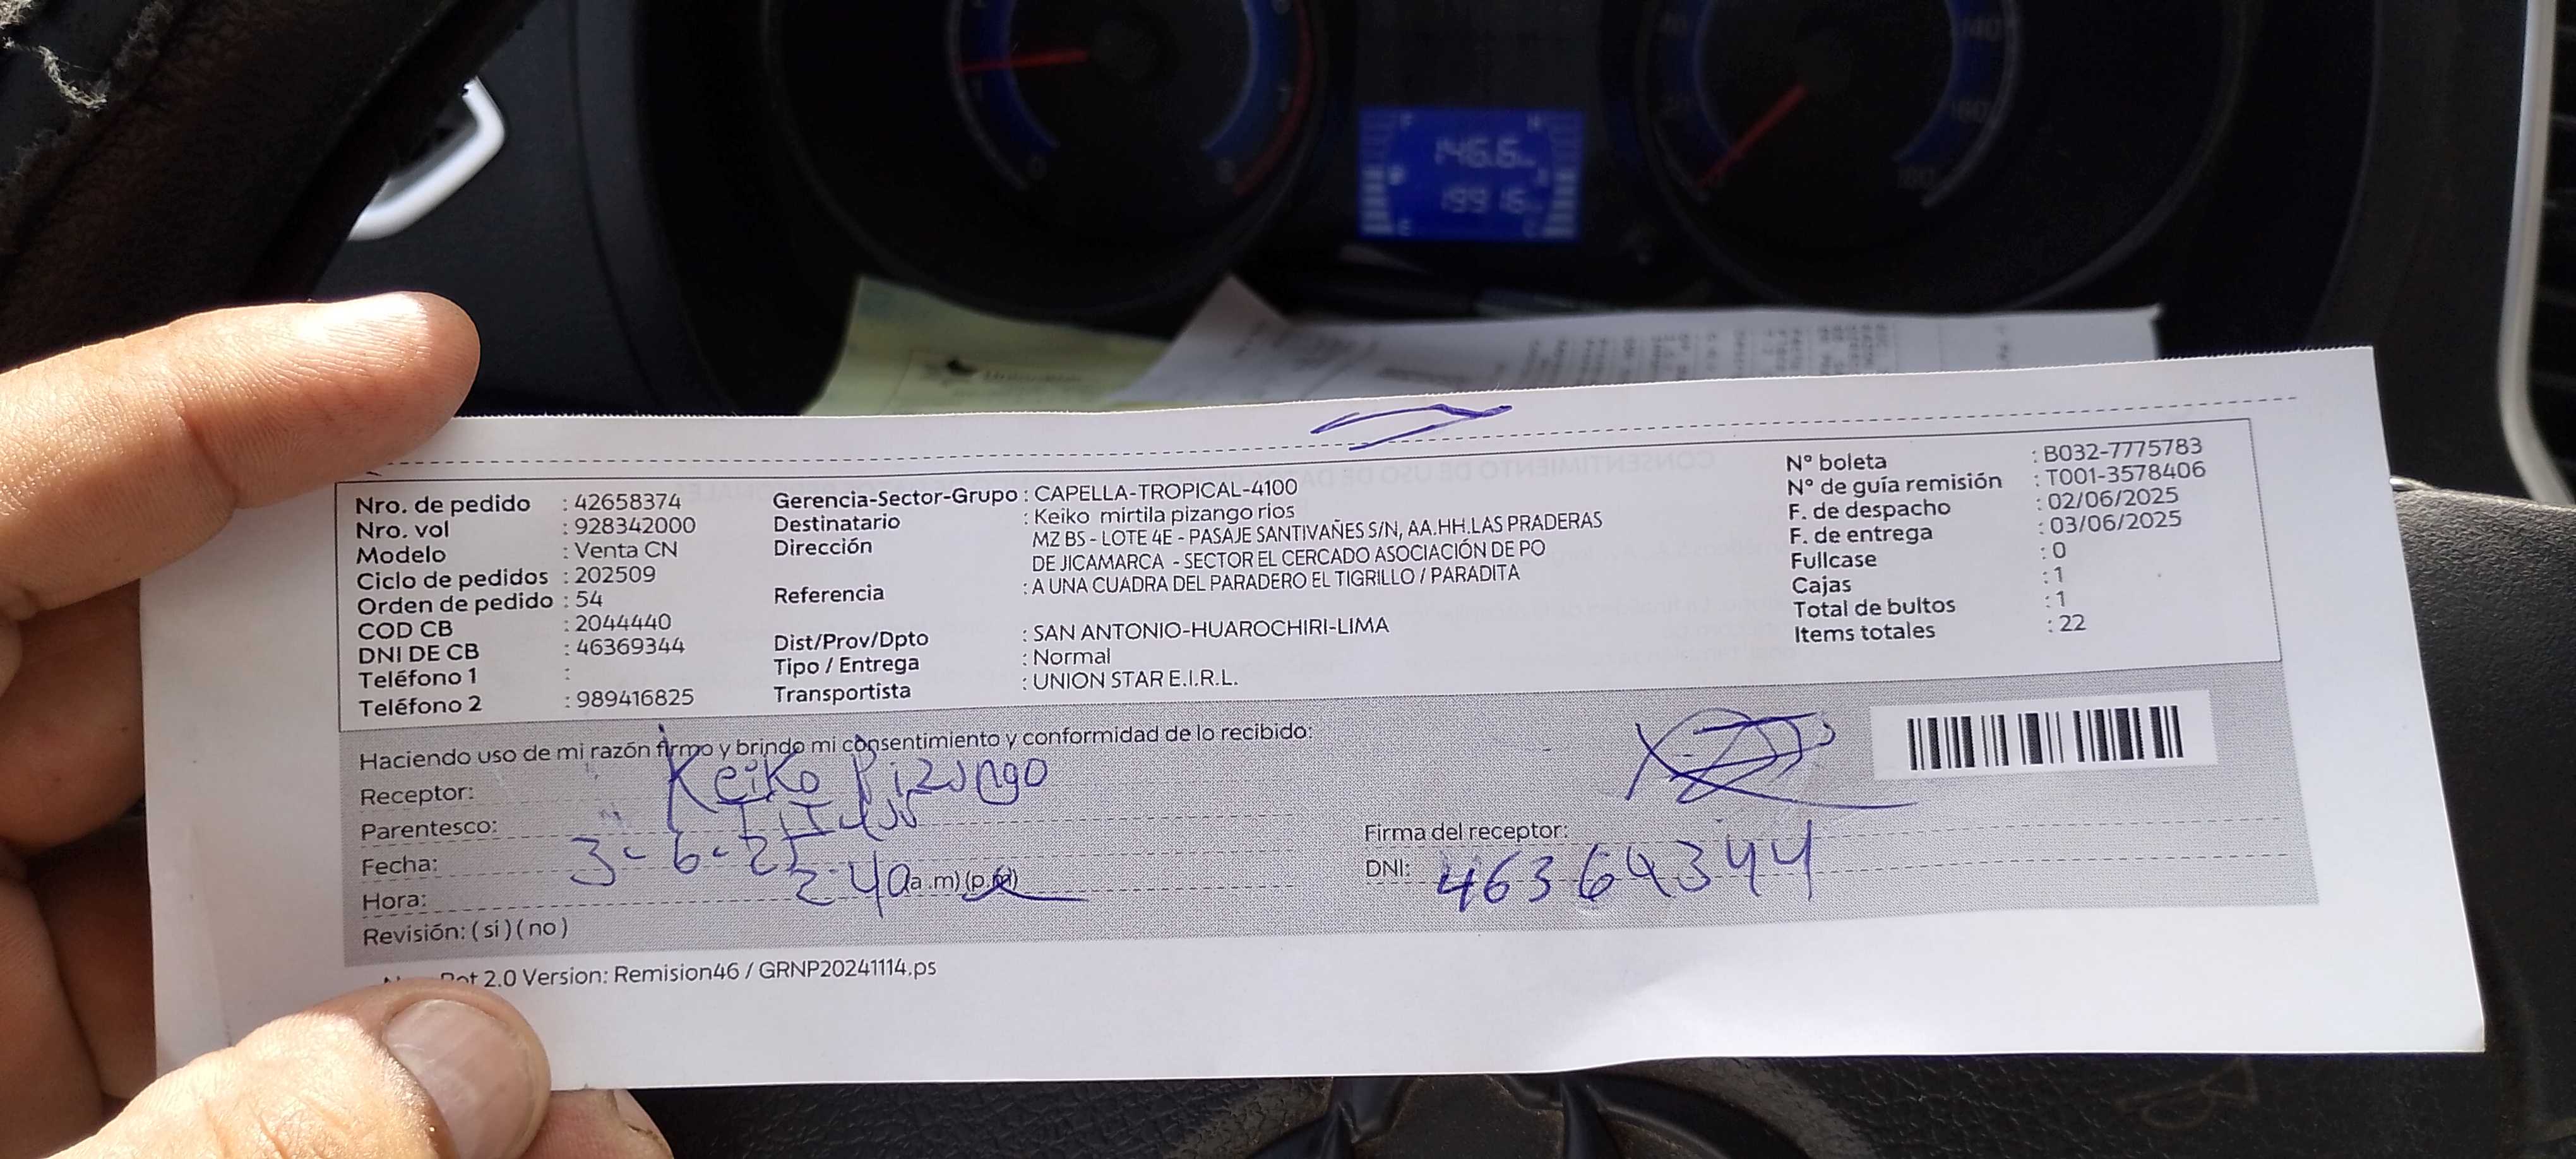 146.6
Nro. de pedido : 42658374
Nro. vol : 928342000
Modelo : Venta CN
Ciclo de pedidos : 202509
Orden de pedido : 54
COD CB : 2044440
DNI DE CB : 46369344
Teléfono 1 :
Teléfono 2 : 989416825
Gerencia-Sector-Grupo : CAPELLA-TROPICAL-4100
Destinatario : Keiko mirtila pizango rios
Dirección MZ BS - LOTE 4E - PASAJE SANTIVAÑES S/N, AA.HH.LAS PRADERAS
DE JICAMARCA - SECTOR EL CERCADO ASOCIACIÓN DE PO
Referencia : A UNA CUADRA DEL PARADERO EL TIGRILLO / PARADITA
Dist/Prov/Dpto : SAN ANTONIO-HUAROCHIRI-LIMA
Tipo / Entrega : Normal
Transportista : UNION STAR E.I.R.L.
N° boleta : B032-7775783
N° de guía remisión : T001-3578406
F. de despacho : 02/06/2025
F. de entrega : 03/06/2025
Fullcase : 0
Cajas : 1
Total de bultos : 1
Items totales : 22
Haciendo uso de mi razón firmo y brindo mi consentimiento y conformidad de lo recibido:
Receptor: Keiko Pizango
Parentesco:
Fecha: 3-6-25
Hora: 2:40 (a.m) (p.m)
Revisión: ( si ) ( no )
Firma del receptor:
DNI: 46369344
2.0 Version: Remision46 / GRNP20241114.ps